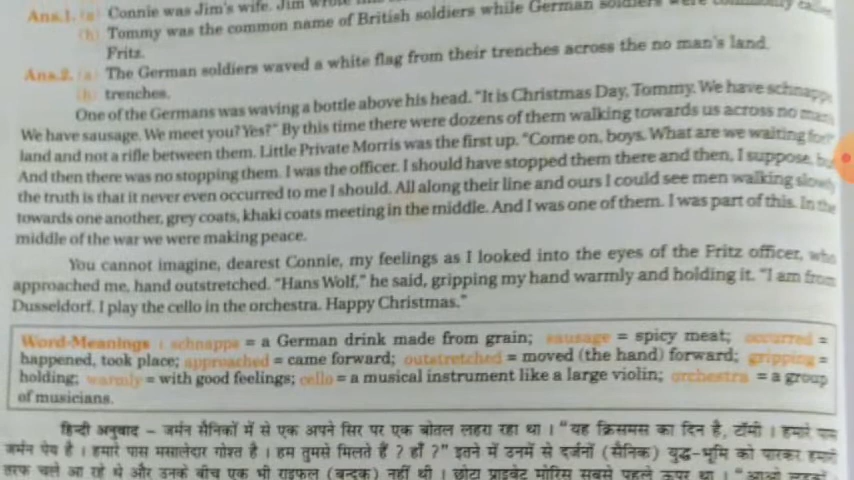 Ans.1. (a) Connie was Jim's wife. Jim
(b) Tommy was the common name of British soldiers while German soldiers were commonly
Fritz.
Ans.2. (a) The German soldiers waved a white flag from their trenches across the no man's land.
(b) trenches.
One of the Germans was waving a bottle above his head. "It is Christmas Day, Tommy. We have schnapps
We have sausage. We meet you? Yes?" By this time there were dozens of them walking towards us across no man
land and not a rifle between them. Little Private Morris was the first up. "Come on, boys. What are we waiting for?
And then there was no stopping them. I was the officer. I should have stopped them there and then, I suppose,
the truth is that it never even occurred to me I should. All along their line and ours I could see men walking slowly
towards one another, grey coats, khaki coats meeting in the middle. And I was one of them. I was part of this. In the
middle of the war we were making peace.
You cannot imagine, dearest Connie, my feelings as I looked into the eyes of the Fritz officer, who
approached me, hand outstretched. "Hans Wolf," he said, gripping my hand warmly and holding it. "I am from
Dusseldorf. I play the cello in the orchestra. Happy Christmas."
Word-Meanings : schnapps = a German drink made from grain; sausage = spicy meat; occurred =
happened, took place; approached = came forward; outstretched = moved (the hand) forward; gripping =
holding; warmly = with good feelings; cello = a musical instrument like a large violin; orchestra = a group
of musicians.
हिन्दी अनुवाद – जर्मन सैनिकों में से एक अपने सिर पर एक बोतल लहरा रहा था । "यह क्रिसमस का दिन है, टॉमी । हमारे पास
जर्मन पेय है । हमारे पास मसालेदार गोश्त है । हम तुमसे मिलते हैं ? हाँ ?" इतने में उनमें से दर्जनों (सैनिक) युद्ध-भूमि को पारकर हमारी
तरफ चले आ रहे थे और उनके बीच एक भी राइफल (बन्दूक) नहीं थी । छोटा प्राइवेट मोरिस सबसे पहले ऊपर था । "आओ लड़कों